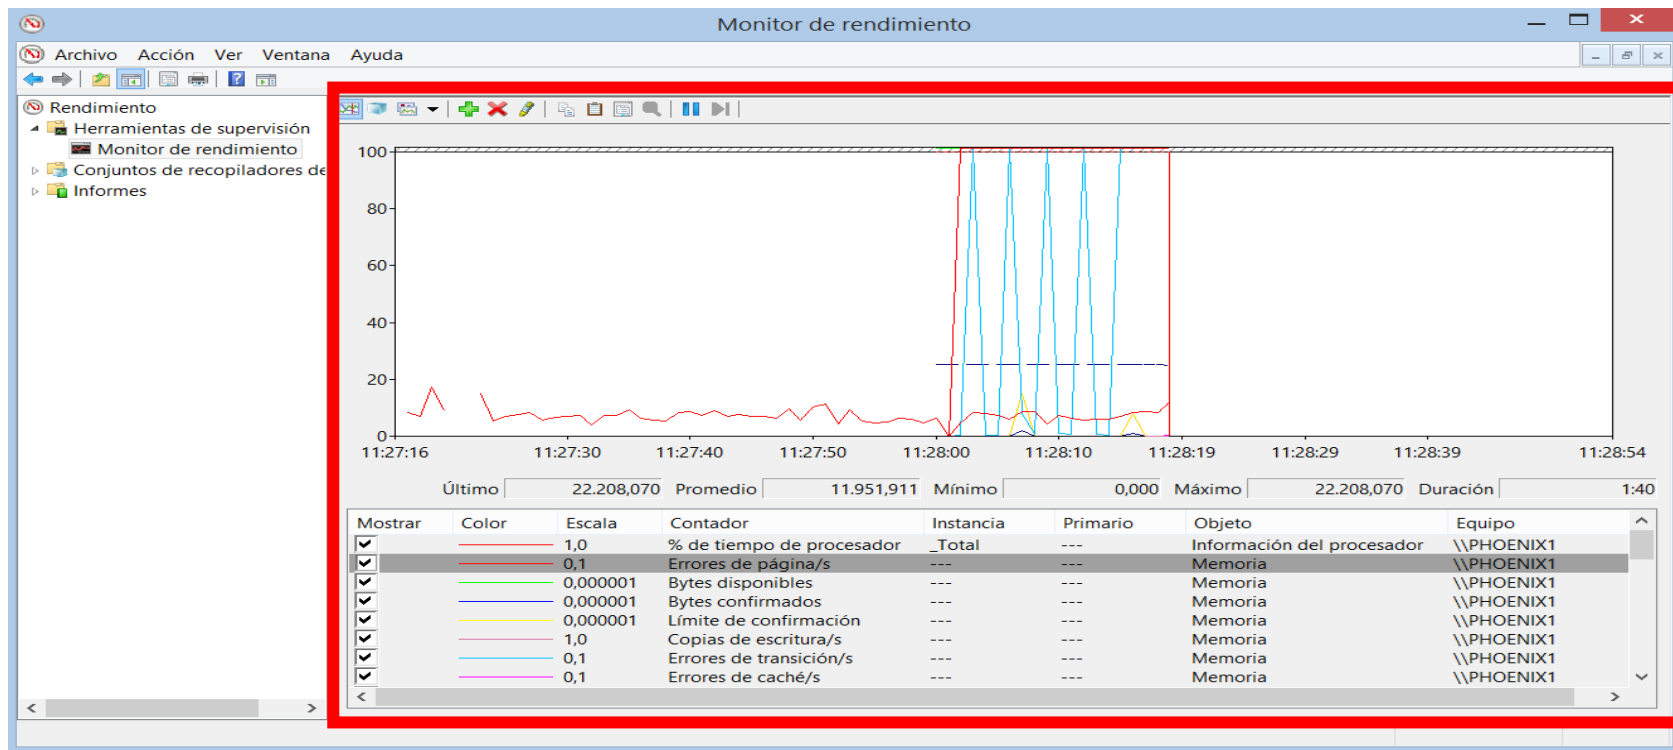 Monitor de rendimiento
Archivo Acción Ver Ventana Ayuda
Rendimiento
Herramientas de supervisión
Monitor de rendimiento
Conjuntos de recopiladores de
Informes
100
80
60
40
20
0
11:27:16 11:27:30 11:27:40 11:27:50 11:28:00 11:28:10 11:28:19 11:28:29 11:28:39 11:28:54
Último 22.208,070 Promedio 11.951,911 Mínimo 0,000 Máximo 22.208,070 Duración 1:40
Mostrar Color Escala Contador Instancia Primario Objeto Equipo
1,0 % de tiempo de procesador _Total --- Información del procesador \\PHOENIX1
0,1 Errores de página/s --- --- Memoria \\PHOENIX1
0,000001 Bytes disponibles --- --- Memoria \\PHOENIX1
0,000001 Bytes confirmados --- --- Memoria \\PHOENIX1
0,000001 Límite de confirmación --- --- Memoria \\PHOENIX1
1,0 Copias de escritura/s --- --- Memoria \\PHOENIX1
0,1 Errores de transición/s --- --- Memoria \\PHOENIX1
0,1 Errores de caché/s --- --- Memoria \\PHOENIX1